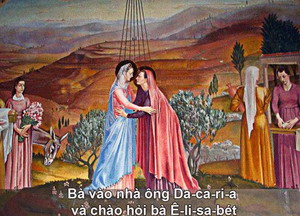 Bà vào nhà ông Da-ca-ri-a
và chào hỏi bà Ê-li-sa-bét